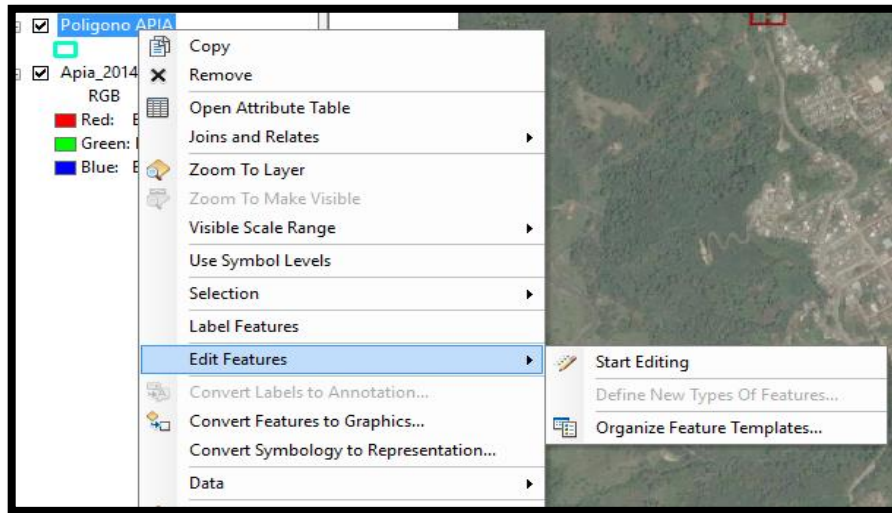 Poligono APIA
Apia_2014
RGB
Red:
Green:
Blue:
Copy
Remove
Open Attribute Table
Joins and Relates
Zoom To Layer
Zoom To Make Visible
Visible Scale Range
Use Symbol Levels
Selection
Label Features
Edit Features
Convert Labels to Annotation...
Convert Features to Graphics...
Convert Symbology to Representation...
Data
Start Editing
Define New Types Of Features...
Organize Feature Templates...